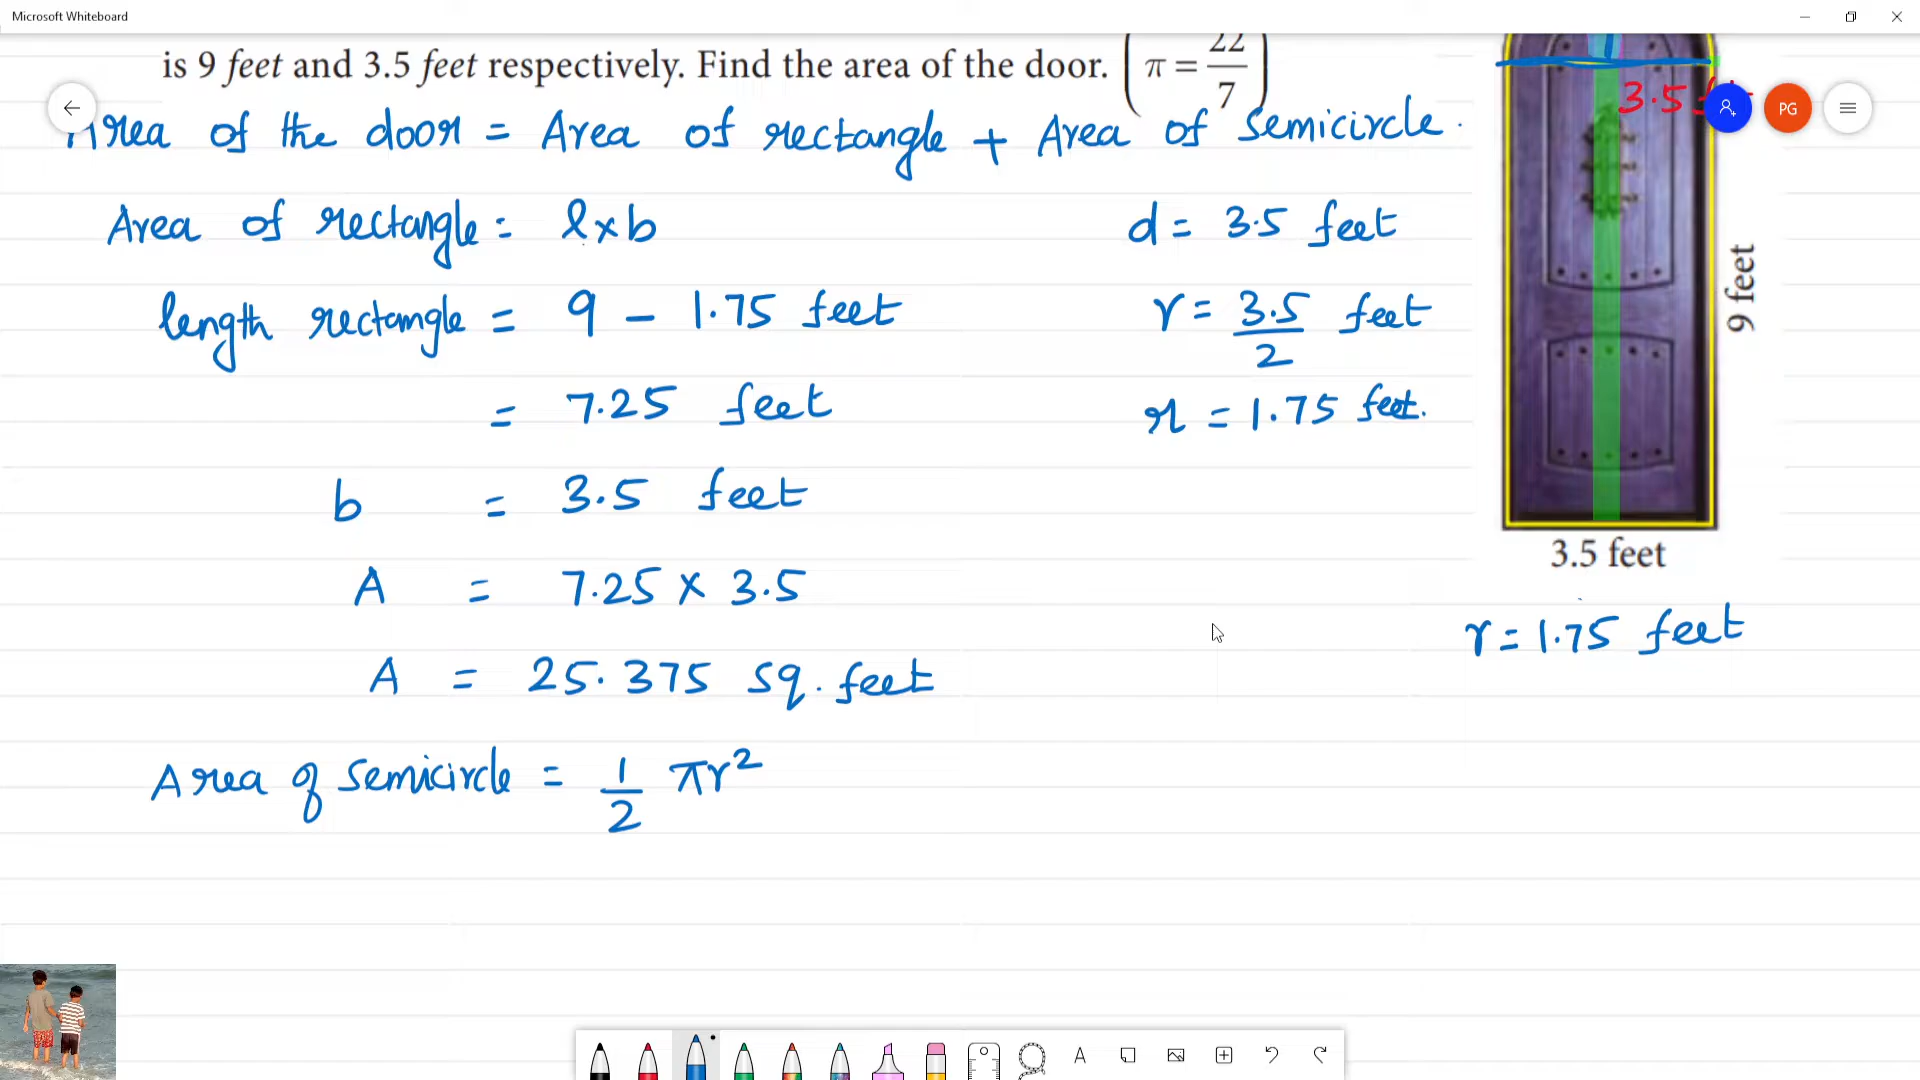 Microsoft Whiteboard
is 9 feet and 3.5 feet respectively. Find the area of the door. (π = 22/7)
Area of the door = Area of rectangle + Area of semicircle.
3.5
PG
Area of rectangle = l×b
d = 3.5 feet
length rectangle = 9 - 1.75 feet
r = 3.5/2 feet
9 feet
= 7.25 feet
r = 1.75 feet.
b = 3.5 feet
3.5 feet
A = 7.25 × 3.5
r = 1.75 feet
A = 25.375 sq. feet
Area of semicircle = 1/2 πr²
A